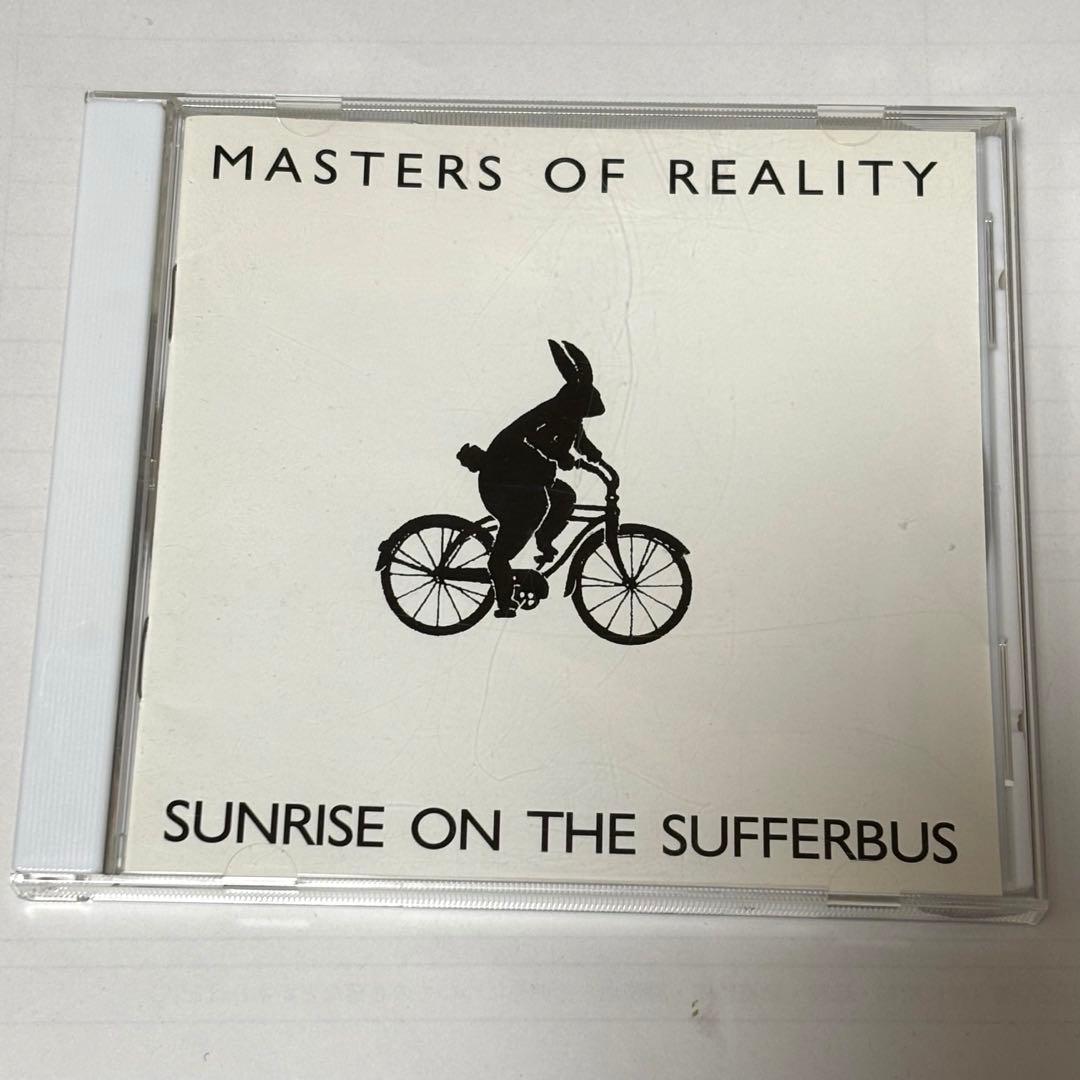 MASTERS OF REALITY
SUNRISE ON THE SUFFERBUS